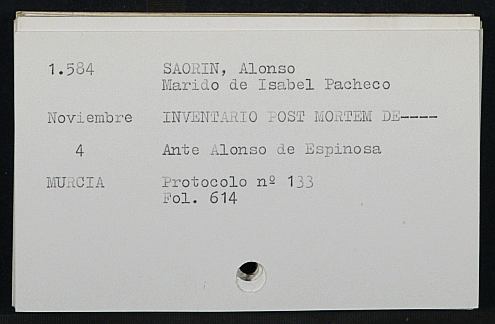 1.584 SAORIN, Alonso
Marido de Isabel Pacheco
Noviembre INVENTARIO POST MORTEM DE----
4 Ante Alonso de Espinosa
MURCIA Protocolo nº 133
Fol. 614